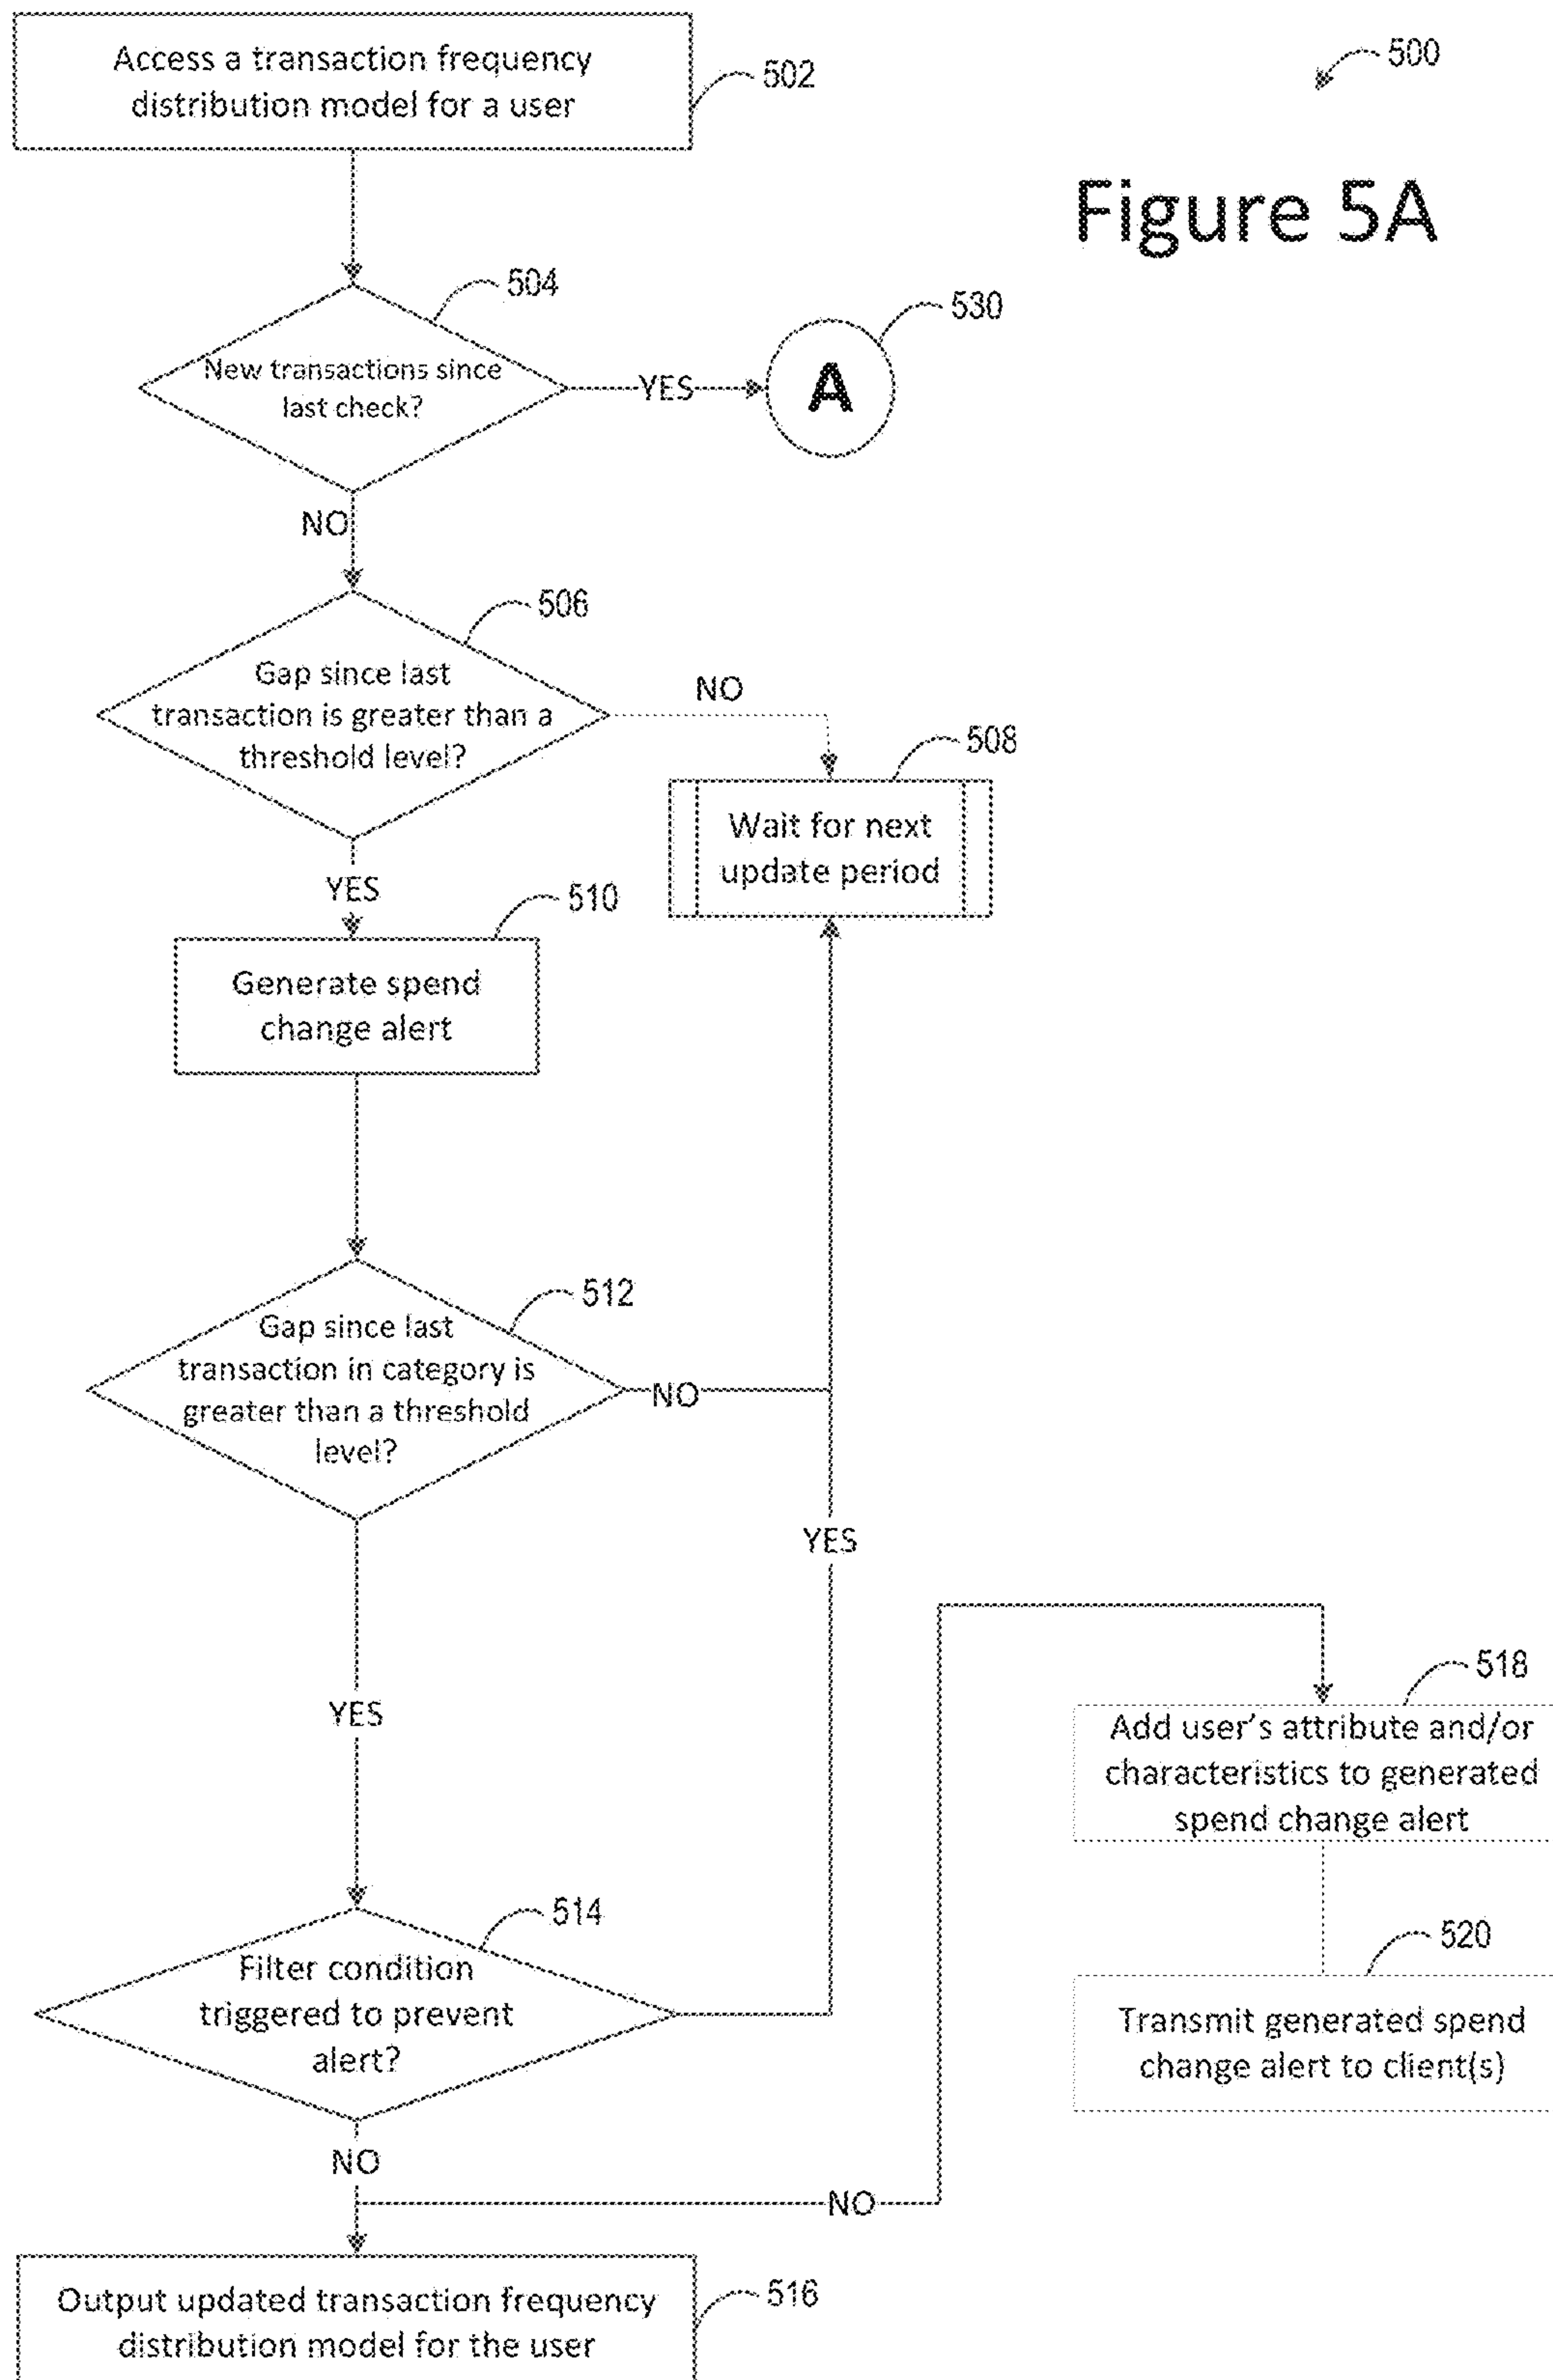 Access a transaction frequency
distribution model for a user
502
500
Figure 5A
504
New transactions since
last check?
YES
530
A
NO
506
Gap since last
transaction is greater than a
threshold level?
NO
508
Wait for next
update period
YES
510
Generate spend
change alert
512
Gap since last
transaction in category is
greater than a threshold
level?
NO
YES
YES
518
Add user's attribute and/or
characteristics to generated
spend change alert
514
Filter condition
triggered to prevent
alert?
520
Transmit generated spend
change alert to client(s)
NO
NO
516
Output updated transaction frequency
distribution model for the user